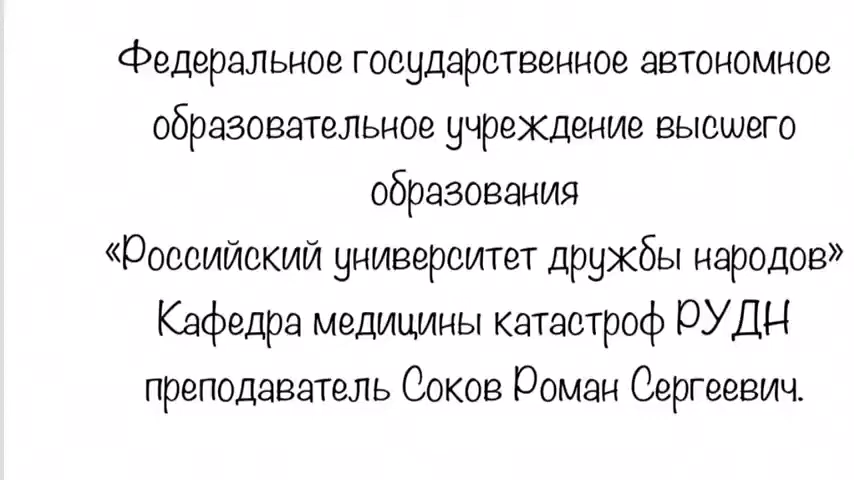 Федеральное государственное автономное
образовательное учреждение высшего
образования
«Российский университет дружбы народов»
Кафедра медицины катастроф РУДН
преподаватель Соков Роман Сергеевич.